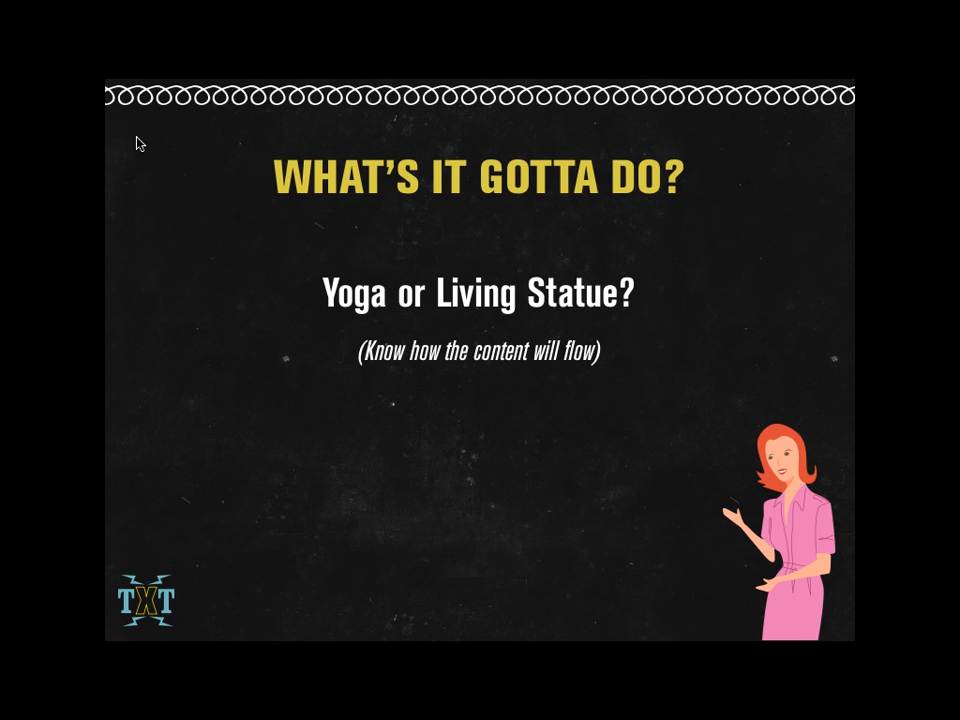 WHAT'S IT GOTTA DO?
Yoga or Living Statue?
(Know how the content will flow)
TXT